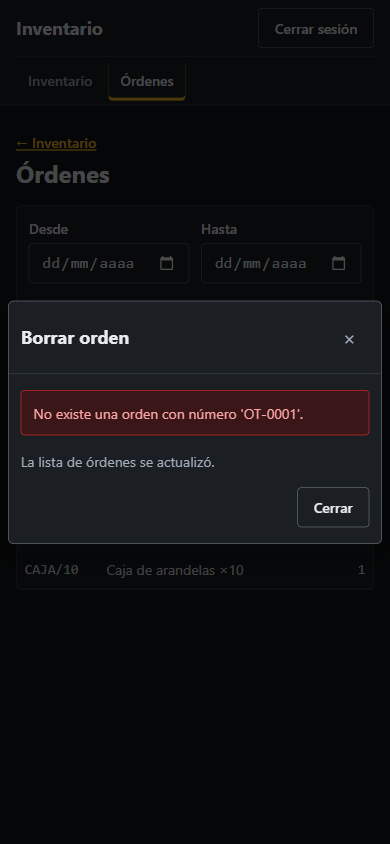 Inventario
Cerrar sesión
Inventario
Órdenes
← Inventario
Órdenes
Desde
Hasta
dd/mm/aaaa
dd/mm/aaaa
Borrar orden
×
No existe una orden con número 'OT-0001'.
La lista de órdenes se actualizó.
Cerrar
CAJA/10 Caja de arandelas ×10 1